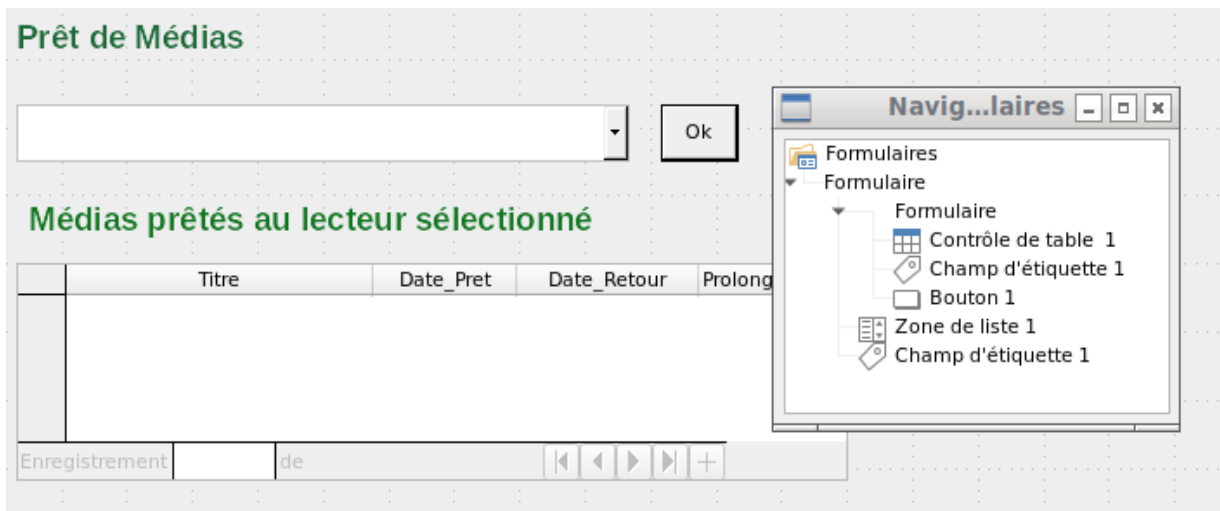 Prêt de Médias
Ok
Médias prêtés au lecteur sélectionné
Titre Date_Pret Date_Retour Prolong
Enregistrement de
Navig...laires
Formulaires
Formulaire
Formulaire
Contrôle de table 1
Champ d'étiquette 1
Bouton 1
Zone de liste 1
Champ d'étiquette 1